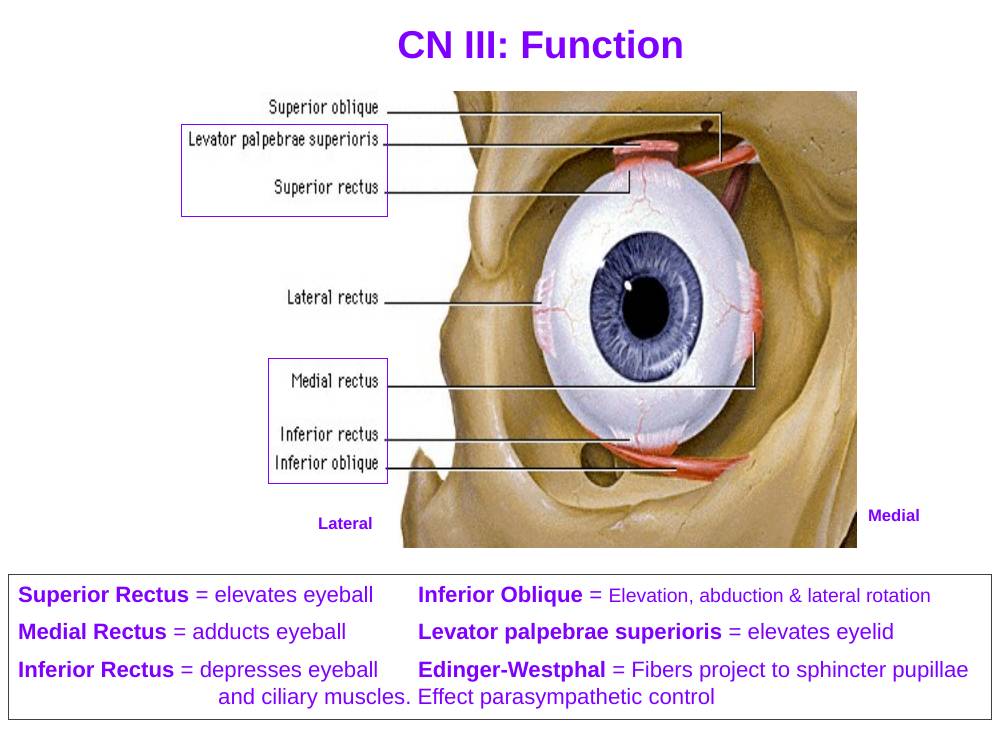 CN III: Function
Superior oblique
Levator palpebrae superioris
Superior rectus
Lateral rectus
Medial rectus
Inferior rectus
Inferior oblique
Lateral
Medial
Superior Rectus = elevates eyeball Inferior Oblique = Elevation, abduction & lateral rotation
Medial Rectus = adducts eyeball Levator palpebrae superioris = elevates eyelid
Inferior Rectus = depresses eyeball Edinger-Westphal = Fibers project to sphincter pupillae
and ciliary muscles. Effect parasympathetic control